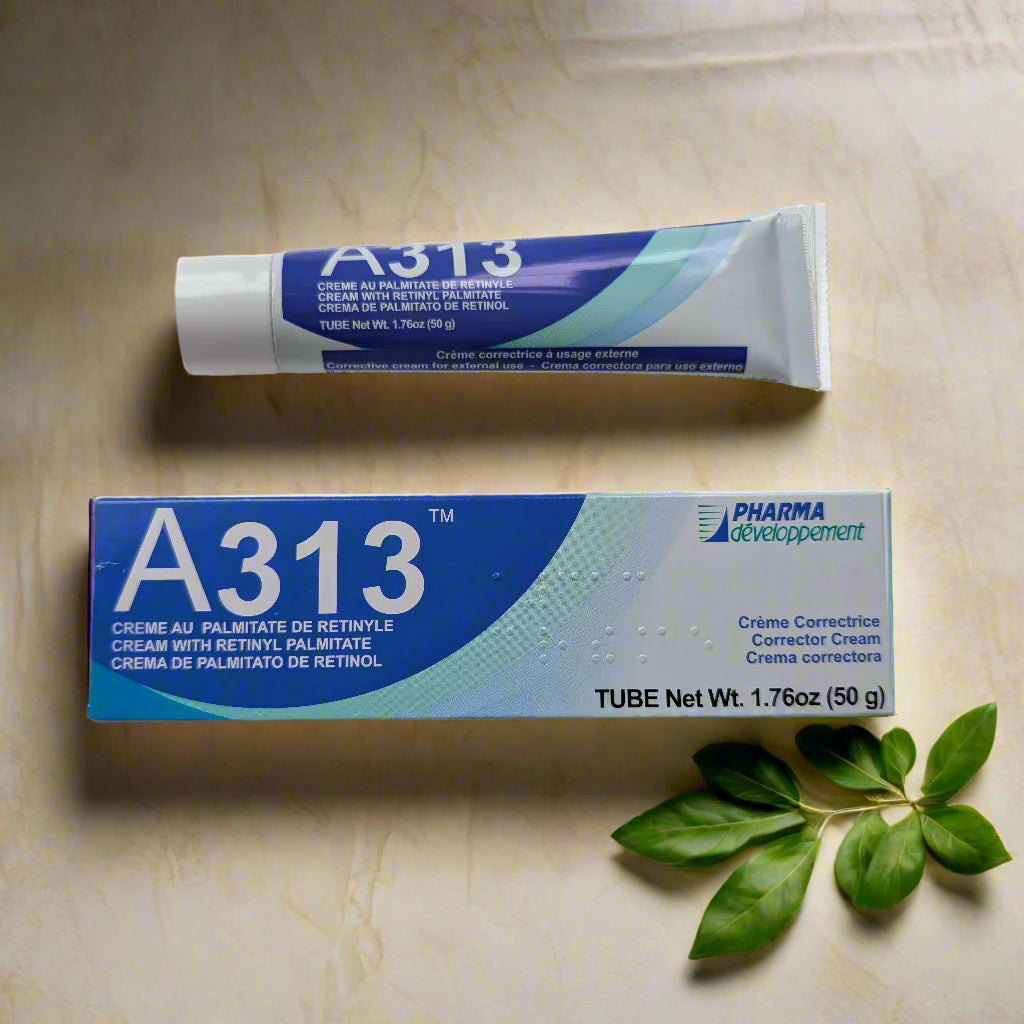 A313
CREME AU PALMITATE DE RETINYLE
CREAM WITH RETINYL PALMITATE
CREMA DE PALMITATO DE RETINOL
TUBE Net Wt. 1.76oz (50 g)
Crème correctrice à usage externe
Corrective cream for external use - Crema correctora para uso externo
A313™
CREME AU PALMITATE DE RETINYLE
CREAM WITH RETINYL PALMITATE
CREMA DE PALMITATO DE RETINOL
PHARMA
développement
Crème Correctrice
Corrector Cream
Crema correctora
TUBE Net Wt. 1.76oz (50 g)